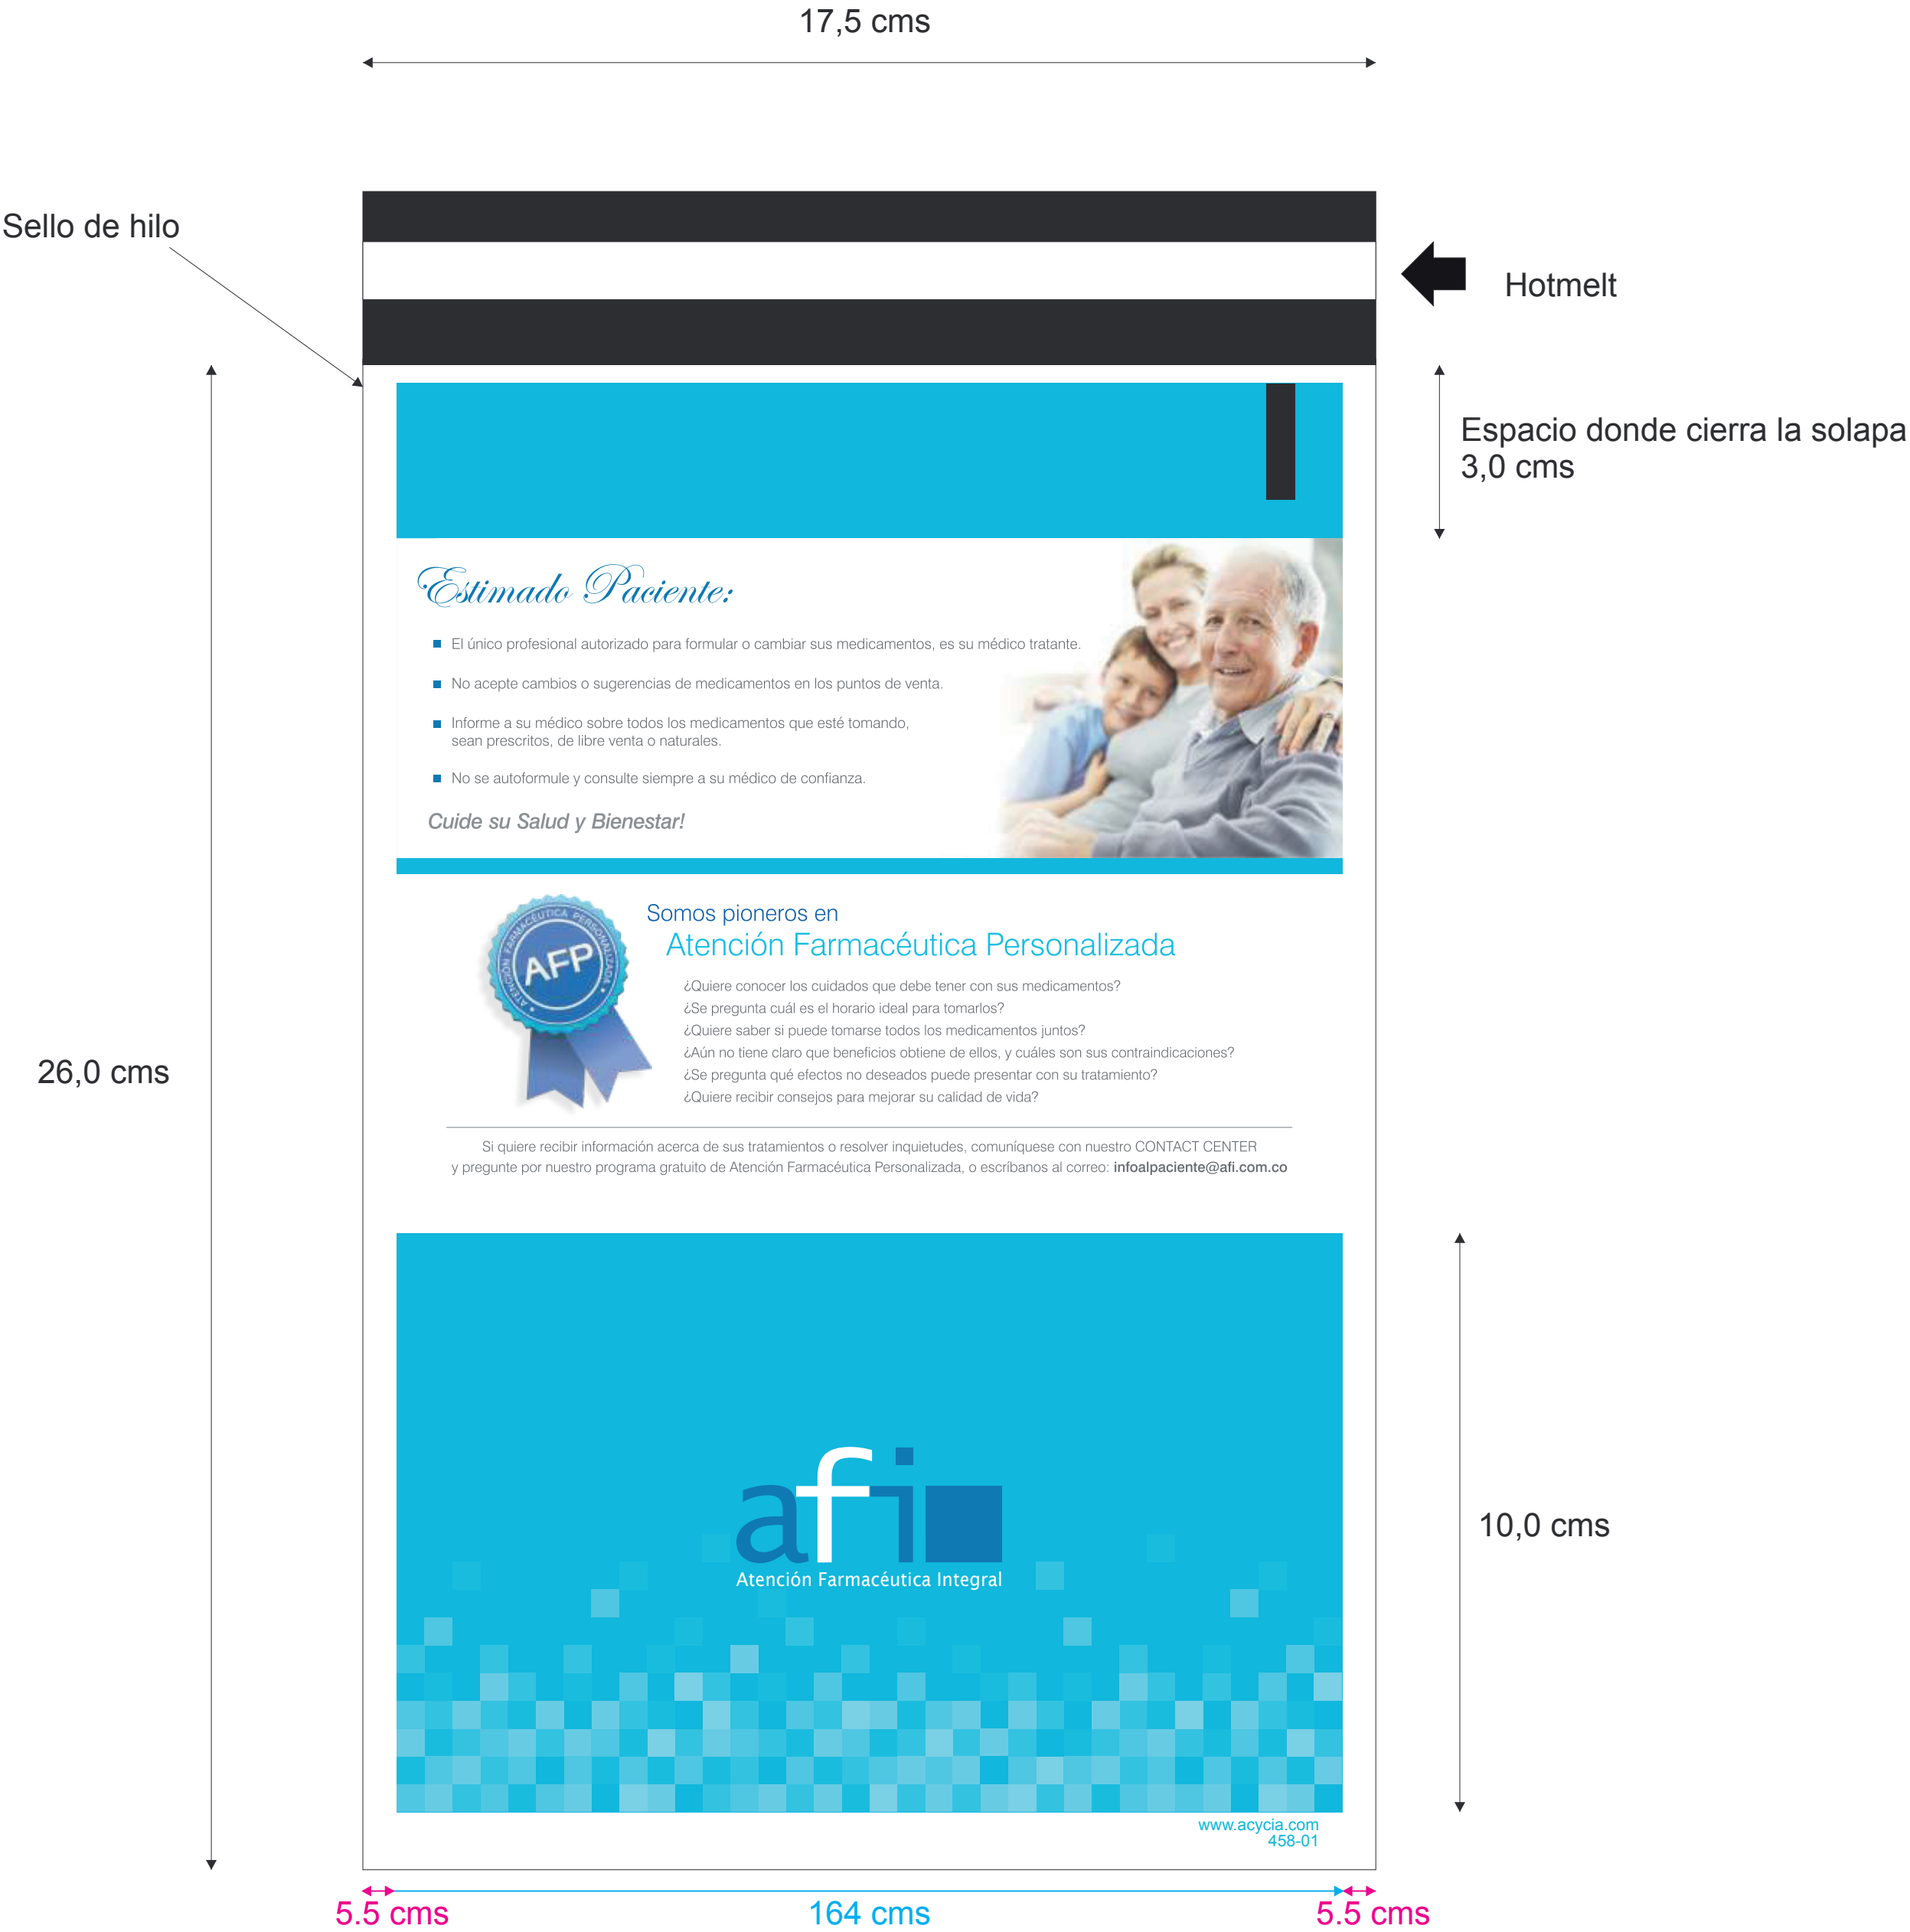 17,5 cms
Sello de hilo
Hotmelt
Espacio donde cierra la solapa
3,0 cms
Estimado Paciente:
El único profesional autorizado para formular o cambiar sus medicamentos, es su médico tratante.
No acepte cambios o sugerencias de medicamentos en los puntos de venta.
Informe a su médico sobre todos los medicamentos que esté tomando,
sean prescritos, de libre venta o naturales.
No se autoformule y consulte siempre a su médico de confianza.
Cuide su Salud y Bienestar!
ATENCIÓN FARMACÉUTICA PERSONALIZADA
AFP
Somos pioneros en
Atención Farmacéutica Personalizada
¿Quiere conocer los cuidados que debe tener con sus medicamentos?
¿Se pregunta cuál es el horario ideal para tomarlos?
¿Quiere saber si puede tomarse todos los medicamentos juntos?
¿Aún no tiene claro que beneficios obtiene de ellos, y cuáles son sus contraindicaciones?
¿Se pregunta qué efectos no deseados puede presentar con su tratamiento?
¿Quiere recibir consejos para mejorar su calidad de vida?
26,0 cms
Si quiere recibir información acerca de sus tratamientos o resolver inquietudes, comuníquese con nuestro CONTACT CENTER
y pregunte por nuestro programa gratuito de Atención Farmacéutica Personalizada, o escríbanos al correo: infoalpaciente@afi.com.co
afi
Atención Farmacéutica Integral
10,0 cms
www.acycia.com
458-01
5.5 cms
164 cms
5.5 cms